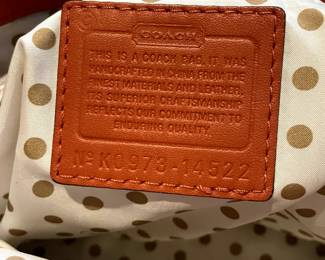 COACH
THIS IS A COACH BAG. IT WAS
HANDCRAFTED IN CHINA FROM THE
FINEST MATERIALS AND LEATHER.
ITS SUPERIOR CRAFTSMANSHIP
REFLECTS OUR COMMITMENT TO
ENDURING QUALITY.
Nº K0973-14522